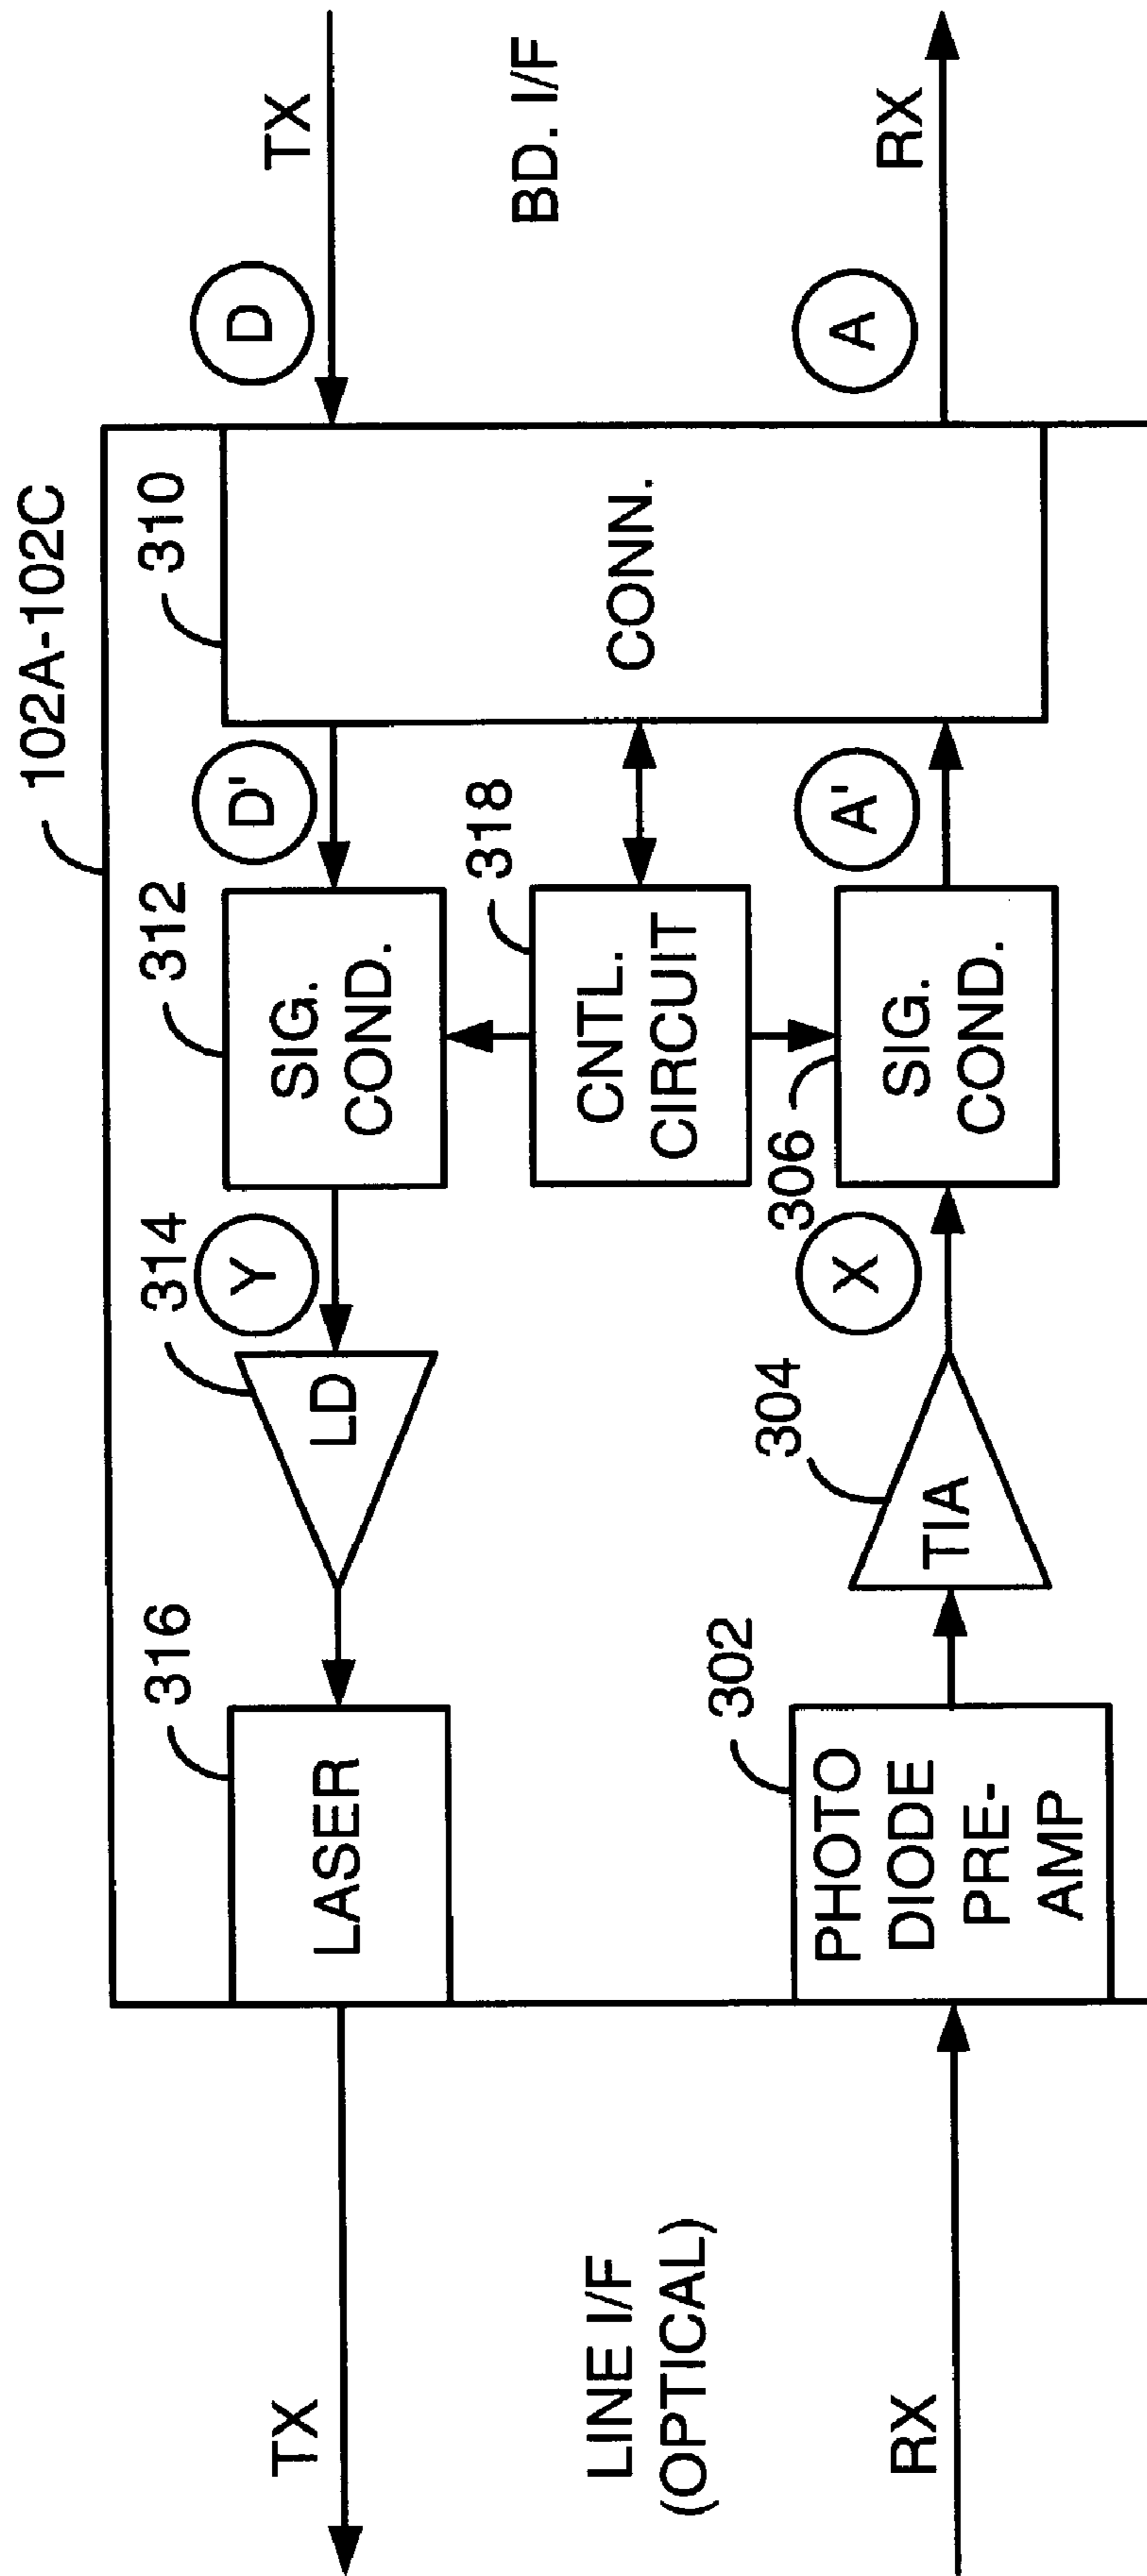 102A-102C
TX
316
LASER
314
LD
Y
312
SIG.
COND.
D'
310
CONN.
D
TX
LINE I/F
(OPTICAL)
318
CNTL.
CIRCUIT
BD. I/F
RX
302
PHOTO
DIODE
PRE-
AMP
304
TIA
X
306
SIG.
COND.
A'
A
RX